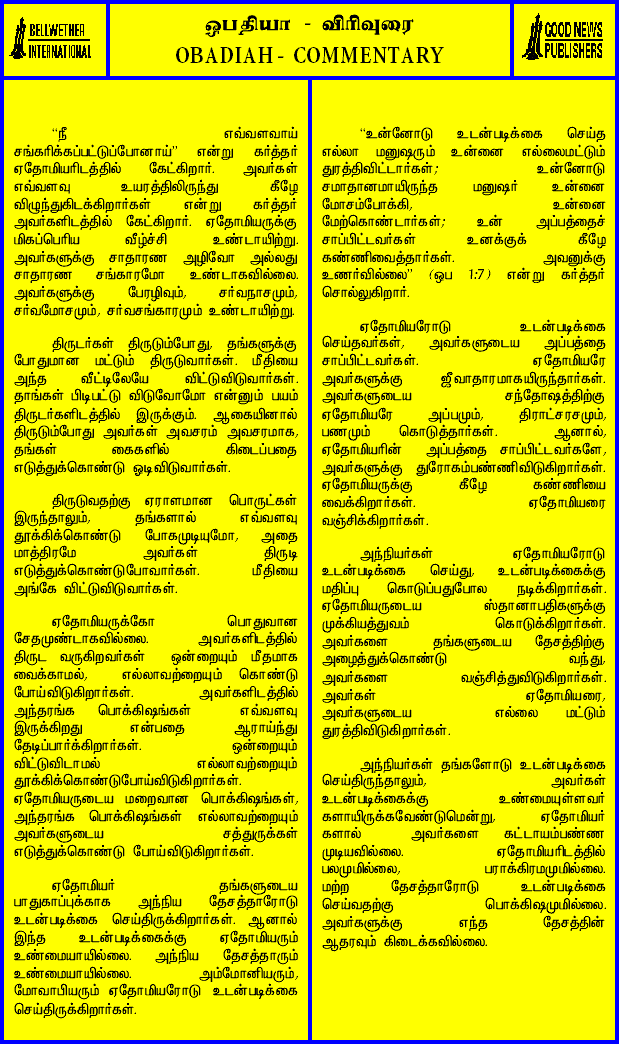 BELLWETHER
INTERNATIONAL
ஒபதியா - விரிவுரை
OBADIAH - COMMENTARY
GOOD NEWS
PUBLISHERS
"நீ எவ்வளவாய்
சங்கரிக்கப்பட்டுப்போனாய்" என்று கர்த்தர்
ஏதோமியரிடத்தில் கேட்கிறார். அவர்கள்
எவ்வளவு உயரத்திலிருந்து கீழே
விழுந்துகிடக்கிறார்கள் என்று கர்த்தர்
அவர்களிடத்தில் கேட்கிறார். ஏதோமியருக்கு
மிகப்பெரிய வீழ்ச்சி உண்டாயிற்று.
அவர்களுக்கு சாதாரண அழிவோ அல்லது
சாதாரண சங்காரமோ உண்டாகவில்லை.
அவர்களுக்கு பேரழிவும், சர்வநாசமும்,
சர்வமோசமும், சர்வசங்காரமும் உண்டாயிற்று.
திருடர்கள் திருடும்போது, தங்களுக்கு
போதுமான மட்டும் திருடுவார்கள். மீதியை
அந்த வீட்டிலேயே விட்டுவிடுவார்கள்.
தாங்கள் பிடிபட்டு விடுவோமோ என்னும் பயம்
திருடர்களிடத்தில் இருக்கும். ஆகையினால்
திருடும்போது அவர்கள் அவசரம் அவசரமாக,
தங்கள் கைகளில் கிடைப்பதை
எடுத்துக்கொண்டு ஓடிவிடுவார்கள்.
திருடுவதற்கு ஏராளமான பொருட்கள்
இருந்தாலும், தங்களால் எவ்வளவு
தூக்கிக்கொண்டு போகமுடியுமோ, அதை
மாத்திரமே அவர்கள் திருடி
எடுத்துக்கொண்டுபோவார்கள். மீதியை
அங்கே விட்டுவிடுவார்கள்.
ஏதோமியருக்கோ பொதுவான
சேதமுண்டாகவில்லை. அவர்களிடத்தில்
திருட வருகிறவர்கள் ஒன்றையும் மீதமாக
வைக்காமல், எல்லாவற்றையும் கொண்டு
போய்விடுகிறார்கள். அவர்களிடத்தில்
அந்தரங்க பொக்கிஷங்கள் எவ்வளவு
இருக்கிறது என்பதை ஆராய்ந்து
தேடிப்பார்க்கிறார்கள். ஒன்றையும்
விட்டுவிடாமல் எல்லாவற்றையும்
தூக்கிக்கொண்டுபோய்விடுகிறார்கள்.
ஏதோமியருடைய மறைவான பொக்கிஷங்கள்,
அந்தரங்க பொக்கிஷங்கள் எல்லாவற்றையும்
அவர்களுடைய சத்துருக்கள்
எடுத்துக்கொண்டு போய்விடுகிறார்கள்.
ஏதோமியர் தங்களுடைய
பாதுகாப்புக்காக அந்நிய தேசத்தாரோடு
உடன்படிக்கை செய்திருக்கிறார்கள். ஆனால்
இந்த உடன்படிக்கைக்கு ஏதோமியரும்
உண்மையாயில்லை. அந்நிய தேசத்தாரும்
உண்மையாயில்லை. அம்மோனியரும்,
மோவாபியரும் ஏதோமியரோடு உடன்படிக்கை
செய்திருக்கிறார்கள்.
"உன்னோடு உடன்படிக்கை செய்த
எல்லா மனுஷரும் உன்னை எல்லைமட்டும்
துரத்திவிட்டார்கள்; உன்னோடு
சமாதானமாயிருந்த மனுஷர் உன்னை
மோசம்போக்கி, உன்னை
மேற்கொண்டார்கள்; உன் அப்பத்தைச்
சாப்பிட்டவர்கள் உனக்குக் கீழே
கண்ணிவைத்தார்கள். அவனுக்கு
உணர்வில்லை" (ஒப 1:7) என்று கர்த்தர்
சொல்லுகிறார்.
ஏதோமியரோடு உடன்படிக்கை
செய்தவர்கள், அவர்களுடைய அப்பத்தை
சாப்பிட்டவர்கள். ஏதோமியரே
அவர்களுக்கு ஜீவாதாரமாகயிருந்தார்கள்.
அவர்களுடைய சந்தோஷத்திற்கு
ஏதோமியரே அப்பமும், திராட்சரசமும்,
பணமும் கொடுத்தார்கள். ஆனால்,
ஏதோமியரின் அப்பத்தை சாப்பிட்டவர்களே,
அவர்களுக்கு துரோகம்பண்ணிவிடுகிறார்கள்.
ஏதோமியருக்கு கீழே கண்ணியை
வைக்கிறார்கள். ஏதோமியரை
வஞ்சிக்கிறார்கள்.
அந்நியர்கள் ஏதோமியரோடு
உடன்படிக்கை செய்து, உடன்படிக்கைக்கு
மதிப்பு கொடுப்பதுபோல நடிக்கிறார்கள்.
ஏதோமியருடைய ஸ்தானாபதிகளுக்கு
முக்கியத்துவம் கொடுக்கிறார்கள்.
அவர்களை தங்களுடைய தேசத்திற்கு
அழைத்துக்கொண்டு வந்து,
அவர்களை வஞ்சித்துவிடுகிறார்கள்.
அவர்கள் ஏதோமியரை,
அவர்களுடைய எல்லை மட்டும்
துரத்திவிடுகிறார்கள்.
அந்நியர்கள் தங்களோடு உடன்படிக்கை
செய்திருந்தாலும், அவர்கள்
உடன்படிக்கைக்கு உண்மையுள்ளவர்
களாயிருக்கவேண்டுமென்று, ஏதோமியர்
களால் அவர்களை கட்டாயம்பண்ண
முடியவில்லை. ஏதோமியரிடத்தில்
பலமுமில்லை, பராக்கிரமமுமில்லை.
மற்ற தேசத்தாரோடு உடன்படிக்கை
செய்வதற்கு பொக்கிஷமுமில்லை.
அவர்களுக்கு எந்த தேசத்தின்
ஆதரவும் கிடைக்கவில்லை.